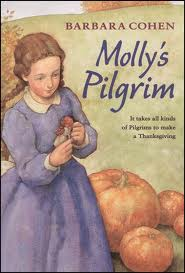 BARBARA COHEN
Molly's
Pilgrim
It takes all kinds
of Pilgrims to make
a Thanksgiving